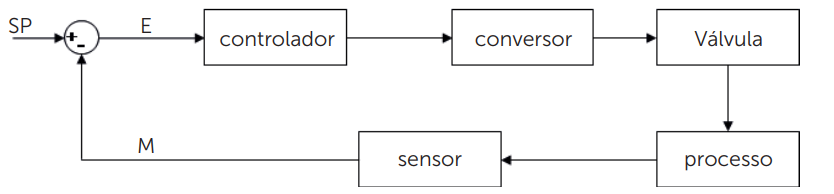 SP
E
controlador
conversor
Válvula
M
sensor
processo